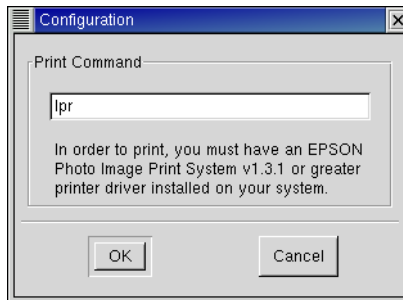 Configuration
Print Command
lpr
In order to print, you must have an EPSON
Photo Image Print System v1.3.1 or greater
printer driver installed on your system.
OK Cancel